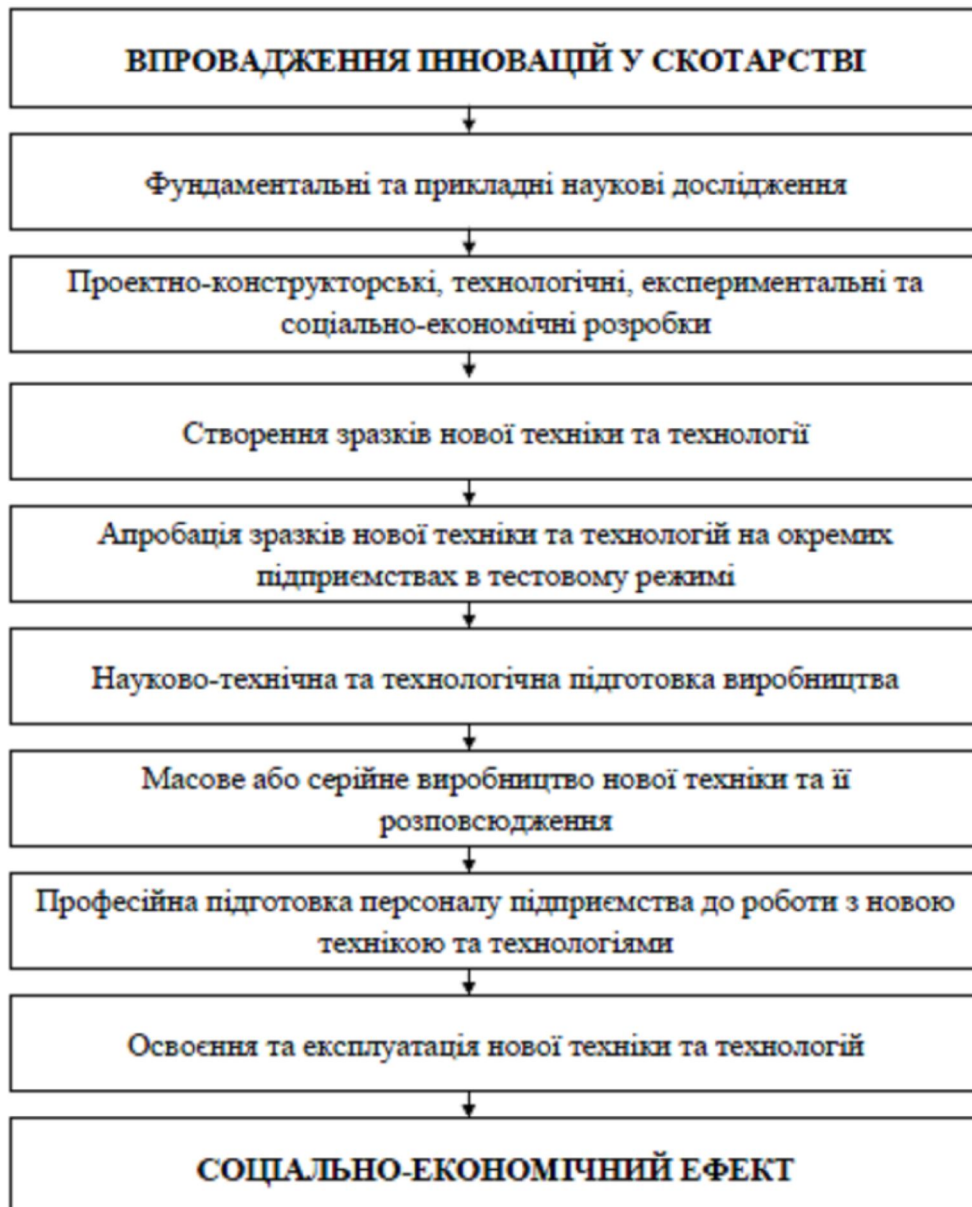 ВПРОВАДЖЕННЯ ІННОВАЦІЙ У СКОТАРСТВІ
Фундаментальні та прикладні наукові дослідження
Проектно-конструкторські, технологічні, експериментальні та
соціально-економічні розробки
Створення зразків нової техніки та технології
Апробація зразків нової техніки та технологій на окремих
підприємствах в тестовому режимі
Науково-технічна та технологічна підготовка виробництва
Масове або серійне виробництво нової техніки та її
розповсюдження
Професійна підготовка персоналу підприємства до роботи з новою
технікою та технологіями
Освоєння та експлуатація нової техніки та технологій
СОЦІАЛЬНО-ЕКОНОМІЧНИЙ ЕФЕКТ